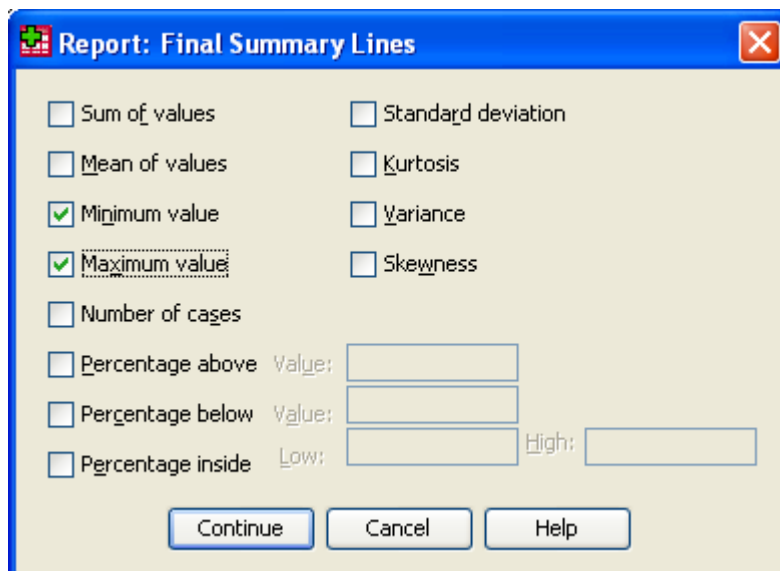 Report: Final Summary Lines
Sum of values
Standard deviation
Mean of values
Kurtosis
Minimum value
Variance
Maximum value
Skewness
Number of cases
Percentage above Value:
Percentage below Value:
Percentage inside Low: High:
Continue Cancel Help